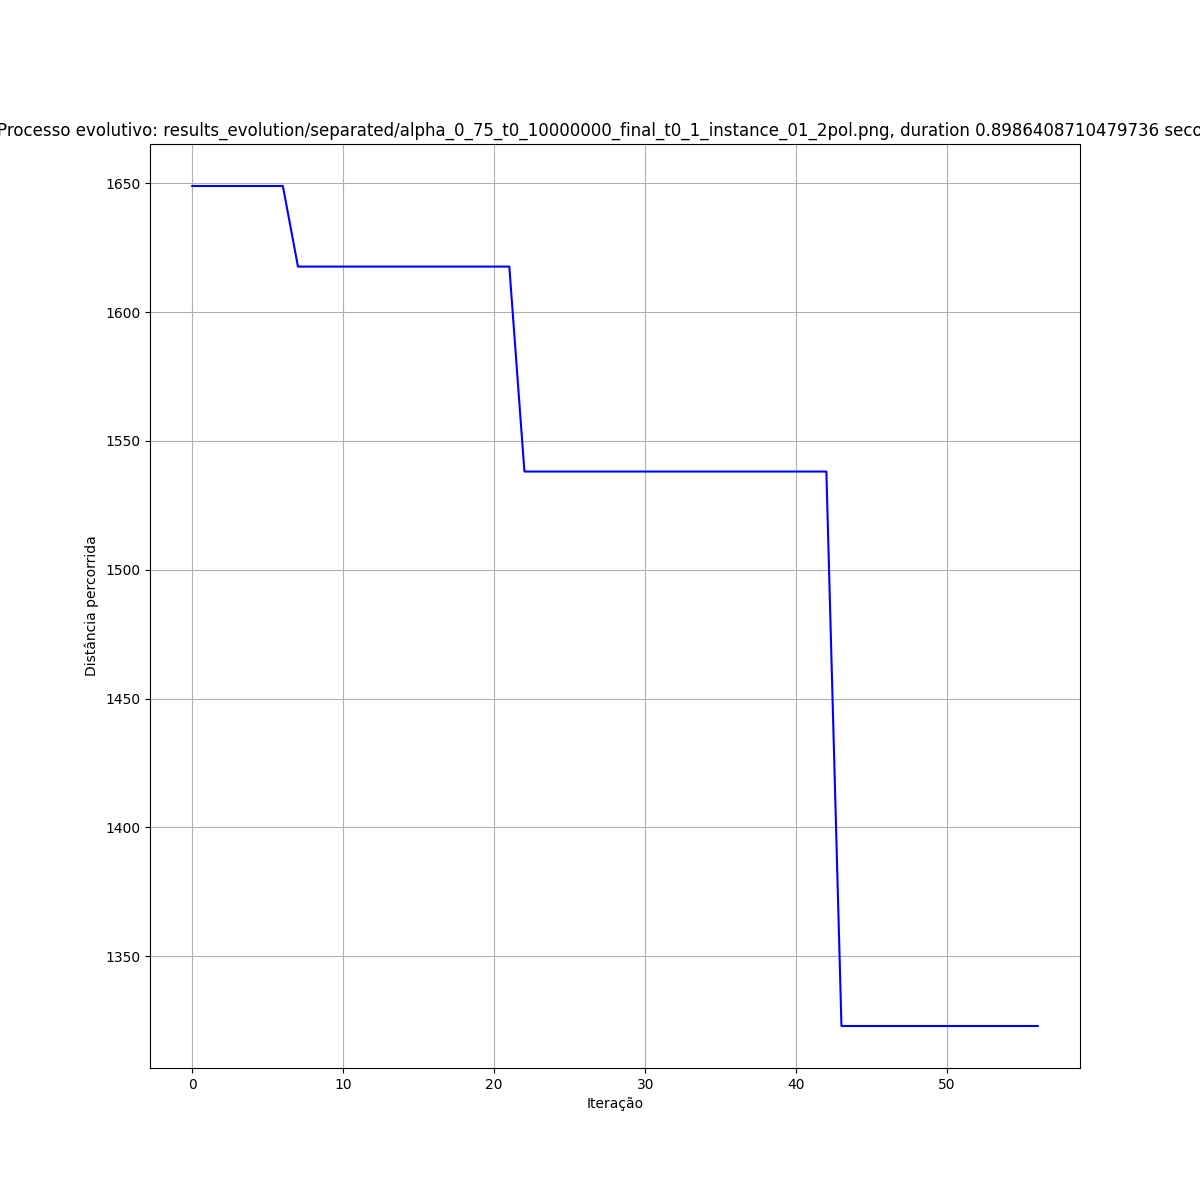 Processo evolutivo: results_evolution/separated/alpha_0_75_t0_10000000_final_t0_1_instance_01_2pol.png, duration 0.8986408710479736 seco
1650
1600
1550
1500
1450
1400
1350
Distância percorrida
0 10 20 30 40 50
Iteração